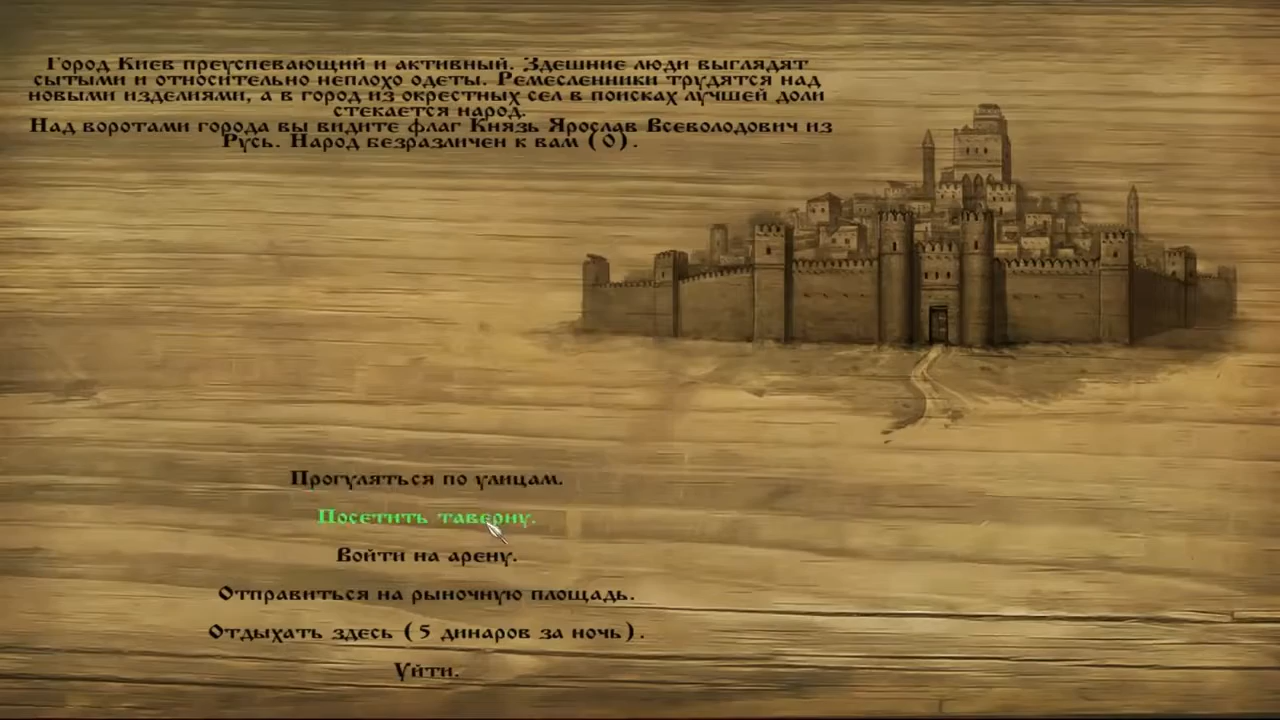 Город Киев преуспевающий и активный. Здешние люди выглядят
сытыми и относительно неплохо одеты. Ремесленники трудятся над
новыми изделиями, а в город из окрестных сел в поисках лучшей доли
стекается народ.
Над воротами города вы видите флаг Князь Ярослав Всеволодович из
Русь. Народ безразличен к вам (0).
Прогуляться по улицам.
Посетить таверну.
Войти на арену.
Отправиться на рыночную площадь.
Отдыхать здесь (5 динаров за ночь).
Уйти.